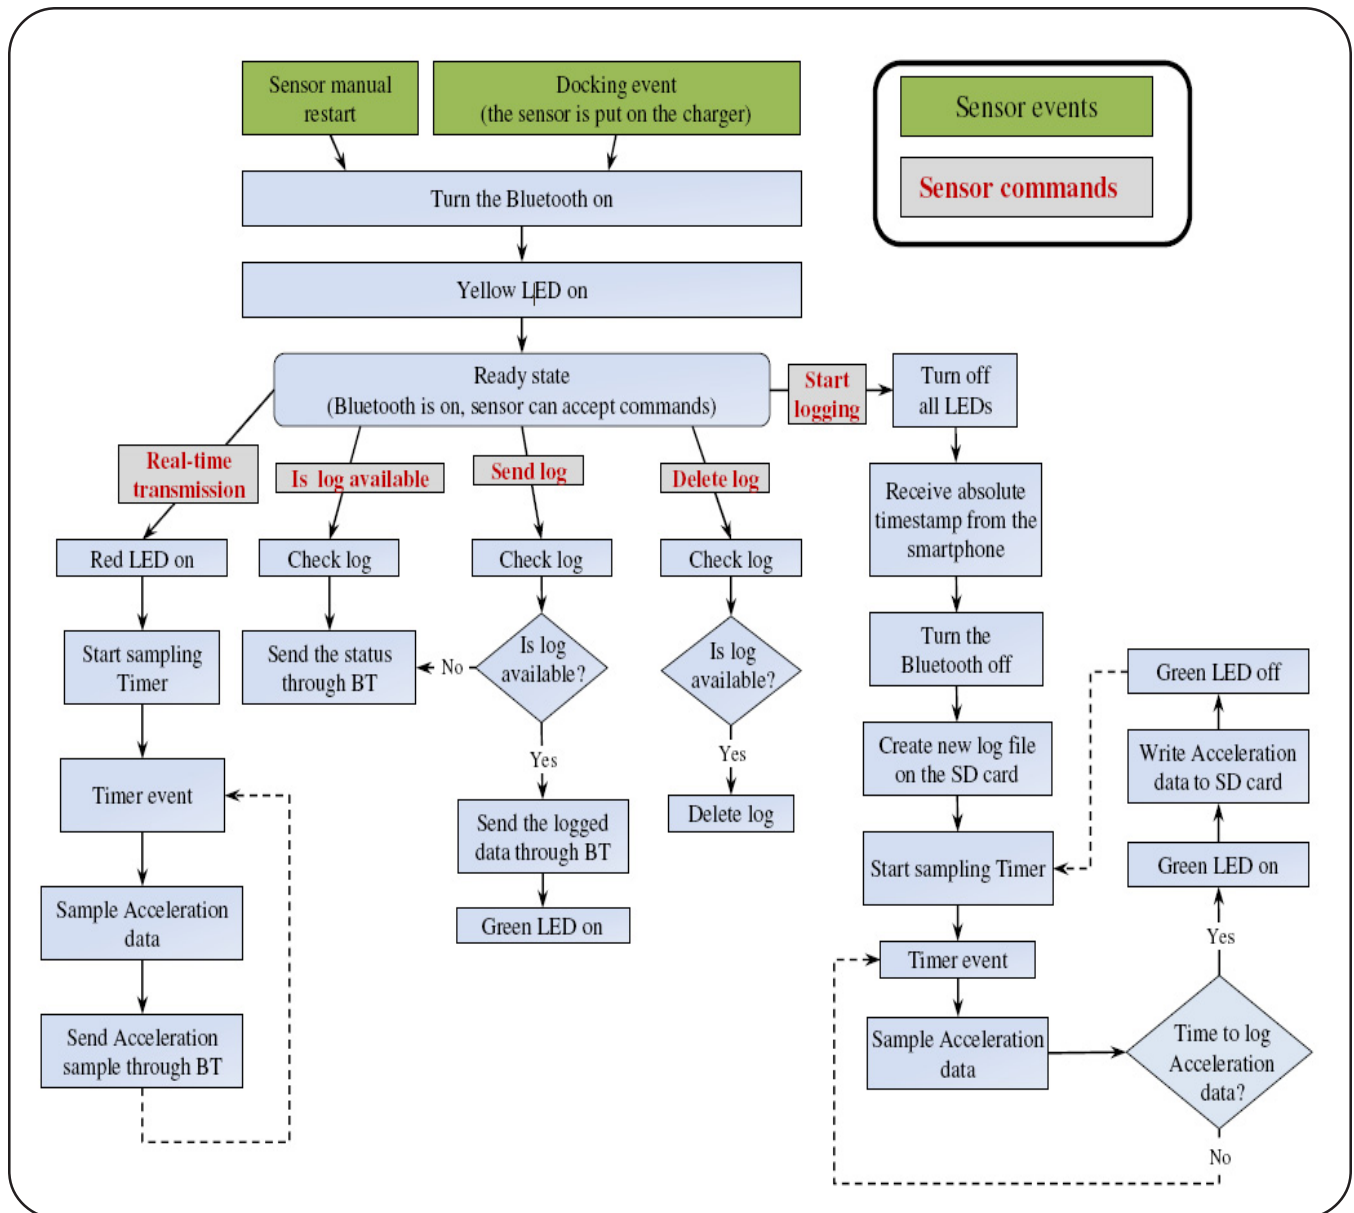 Sensor manual
restart
Docking event
(the sensor is put on the charger)
Sensor events
Sensor commands
Turn the Bluetooth on
Yellow LED on
Ready state
(Bluetooth is on, sensor can accept commands)
Start
logging
Turn off
all LEDs
Real-time
transmission
Is log available
Send log
Delete log
Receive absolute
timestamp from the
smartphone
Red LED on
Check log
Check log
Check log
Start sampling
Timer
Send the status
through BT
No
Is log
available?
Is log
available?
Turn the
Bluetooth off
Green LED off
Yes
Yes
Create new log file
on the SD card
Write Acceleration
data to SD card
Timer event
Send the logged
data through BT
Delete log
Start sampling Timer
Green LED on
Sample Acceleration
data
Green LED on
Yes
Timer event
Send Acceleration
sample through BT
Sample Acceleration
data
Time to log
Acceleration
data?
No